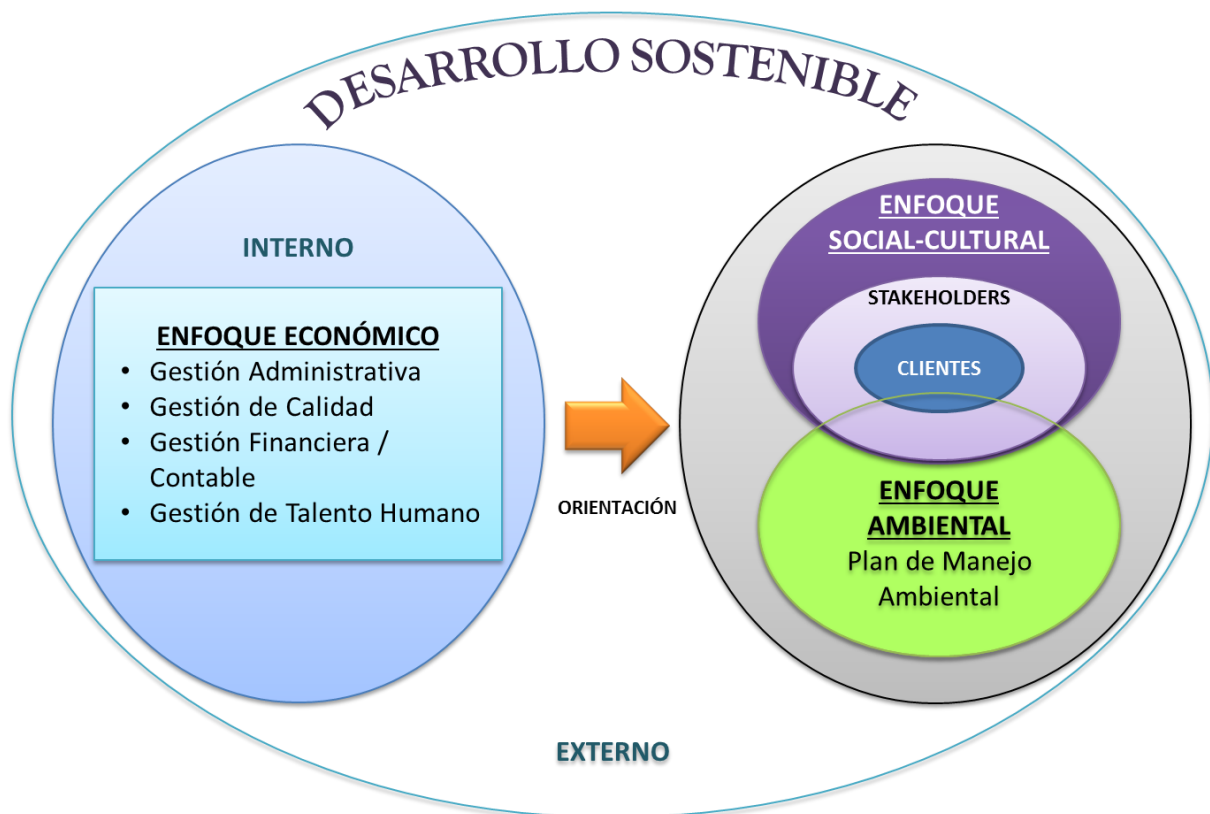 DESARROLLO SOSTENIBLE
INTERNO
ENFOQUE ECONÓMICO
• Gestión Administrativa
• Gestión de Calidad
• Gestión Financiera /
Contable
• Gestión de Talento Humano
ORIENTACIÓN
ENFOQUE
SOCIAL-CULTURAL
STAKEHOLDERS
CLIENTES
ENFOQUE
AMBIENTAL
Plan de Manejo
Ambiental
EXTERNO